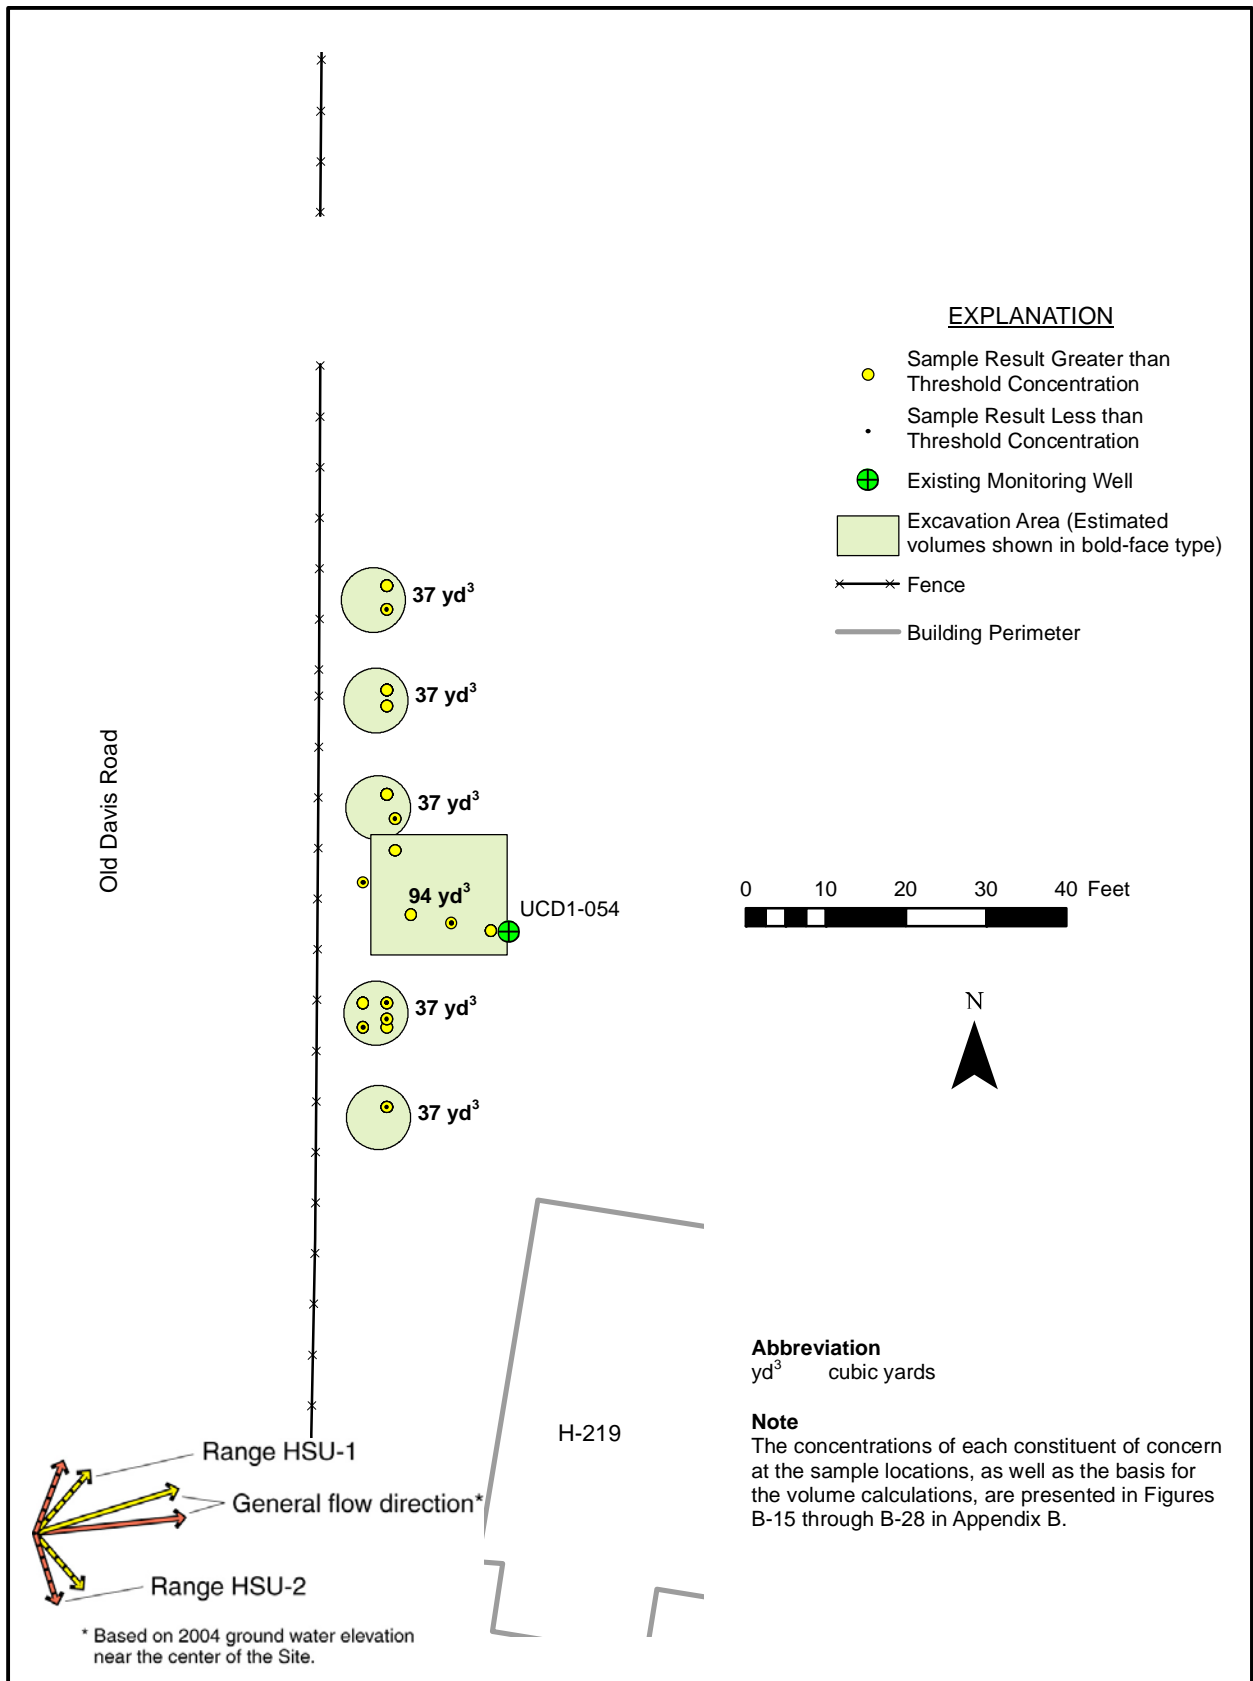 EXPLANATION
Sample Result Greater than
Threshold Concentration
Sample Result Less than
Threshold Concentration
Existing Monitoring Well
Excavation Area (Estimated
volumes shown in bold-face type)
Fence
Building Perimeter
37 yd³
37 yd³
37 yd³
94 yd³
UCD1-054
37 yd³
37 yd³
Old Davis Road
0 10 20 30 40 Feet
N
H-219
Abbreviation
yd³ cubic yards
Note
The concentrations of each constituent of concern
at the sample locations, as well as the basis for
the volume calculations, are presented in Figures
B-15 through B-28 in Appendix B.
Range HSU-1
General flow direction*
Range HSU-2
* Based on 2004 ground water elevation
near the center of the Site.